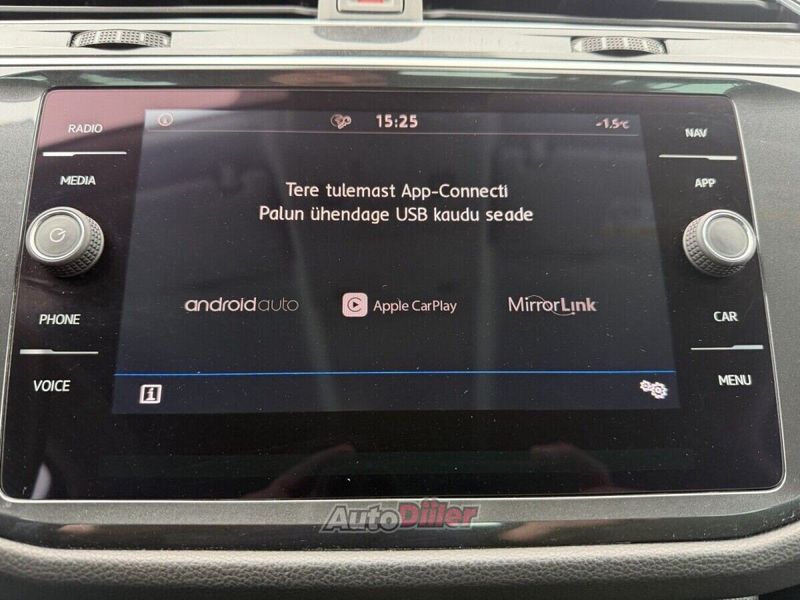 RADIO
MEDIA
PHONE
VOICE
15:25
-1.5°C
Tere tulemast App-Connecti
Palun ühendage USB kaudu seade
androidauto
Apple CarPlay
MirrorLink
NAV
APP
CAR
MENU
AutoDiller